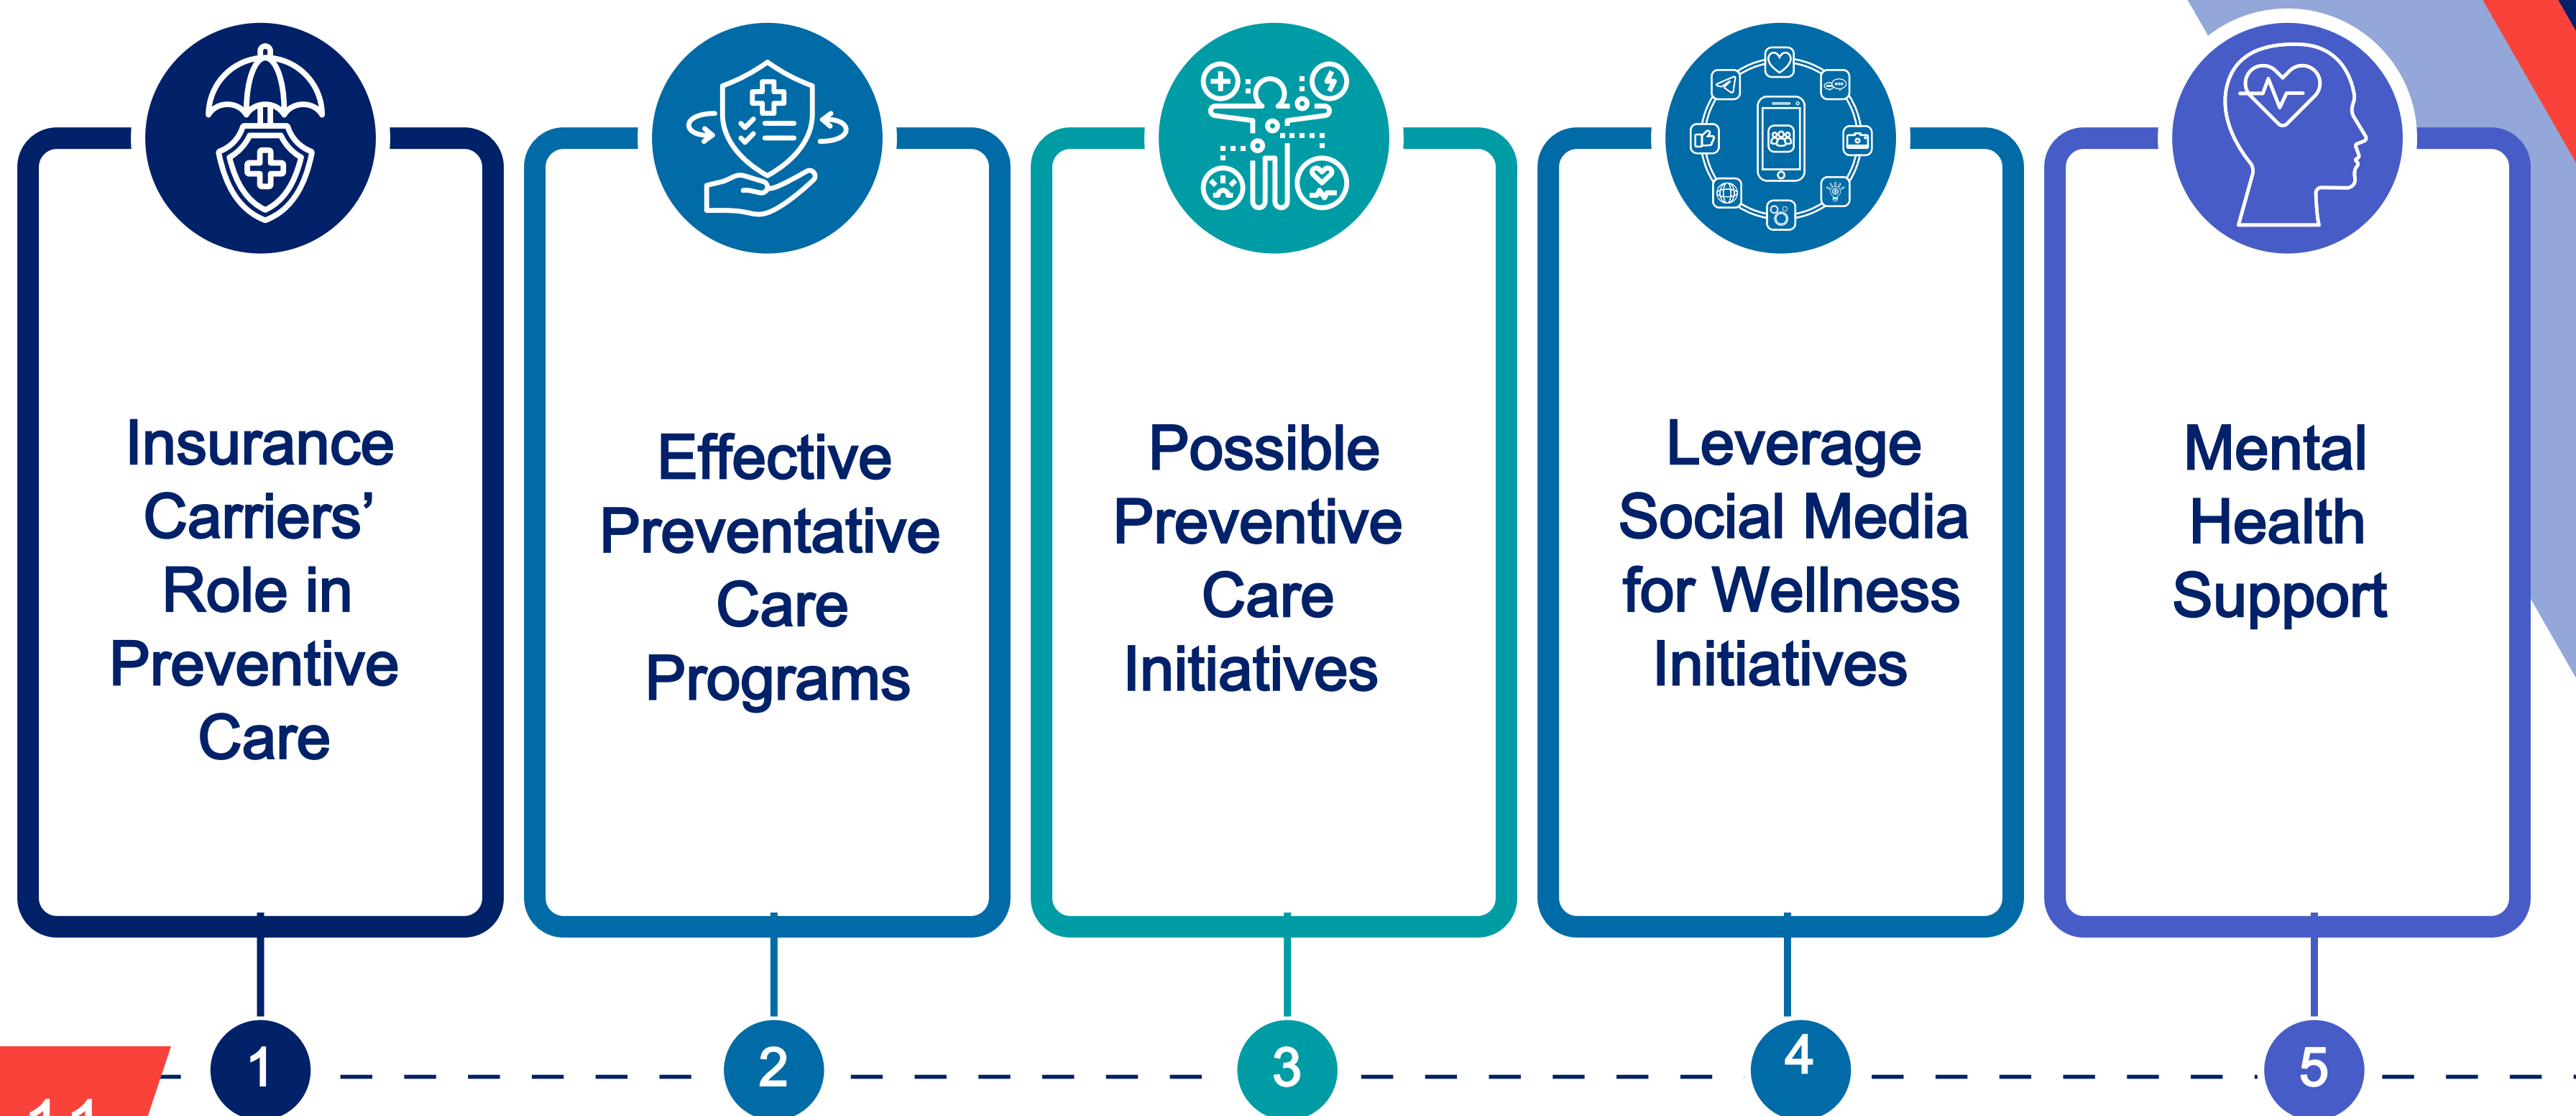 Insurance
Carriers’
Role in
Preventive
Care
Effective
Preventative
Care
Programs
Possible
Preventive
Care
Initiatives
Leverage
Social Media
for Wellness
Initiatives
Mental
Health
Support
1
2
3
4
5
11